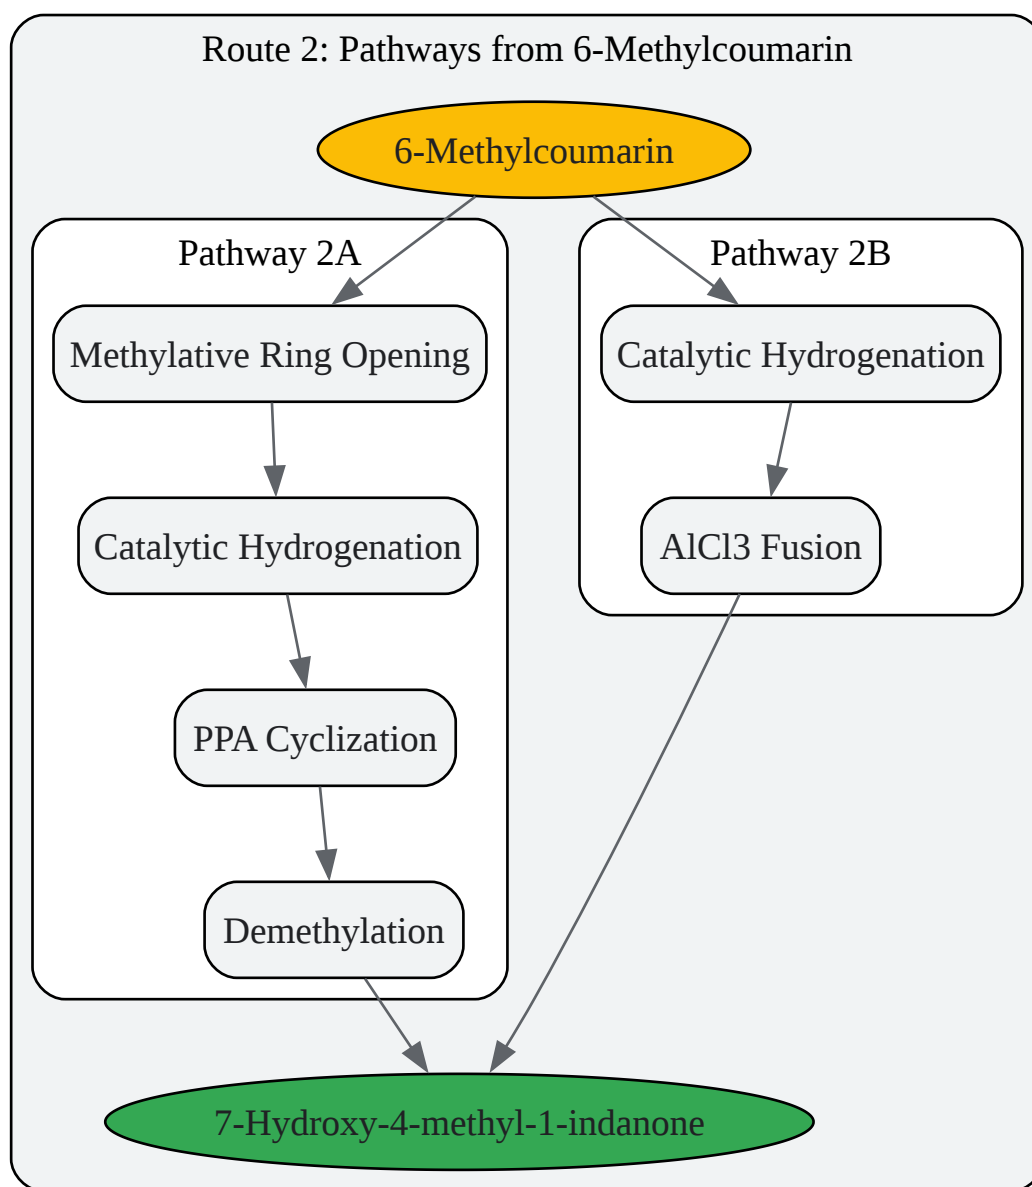 Route 2: Pathways from 6-Methylcoumarin
6-Methylcoumarin
Pathway 2A
Methylative Ring Opening
Catalytic Hydrogenation
PPA Cyclization
Demethylation
Pathway 2B
Catalytic Hydrogenation
AlCl3 Fusion
7-Hydroxy-4-methyl-1-indanone